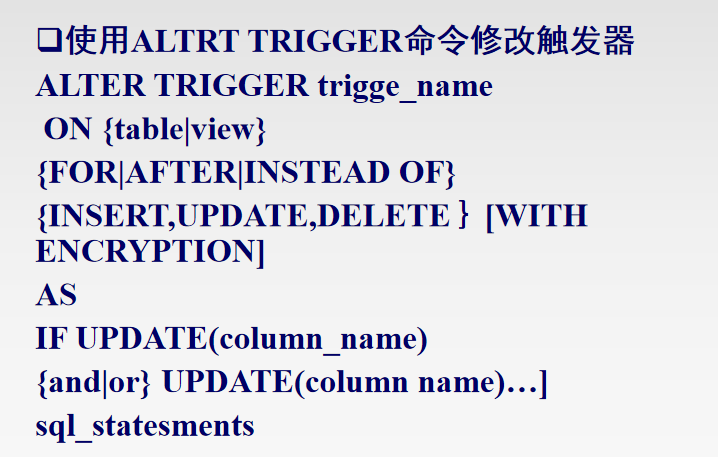 ❑使用ALTRT TRIGGER命令修改触发器
ALTER TRIGGER trigge_name
ON {table|view}
{FOR|AFTER|INSTEAD OF}
{INSERT,UPDATE,DELETE｝[WITH
ENCRYPTION]
AS
IF UPDATE(column_name)
{and|or} UPDATE(column name)…]
sql_statesments